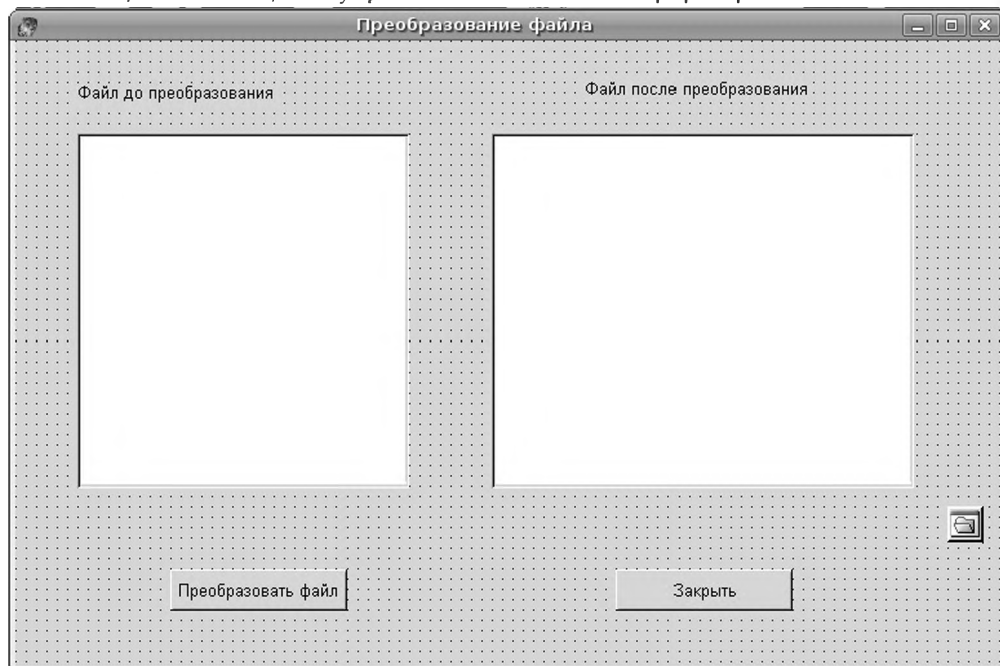 Преобразование файла
Файл до преобразования
Файл после преобразования
Преобразовать файл
Закрыть